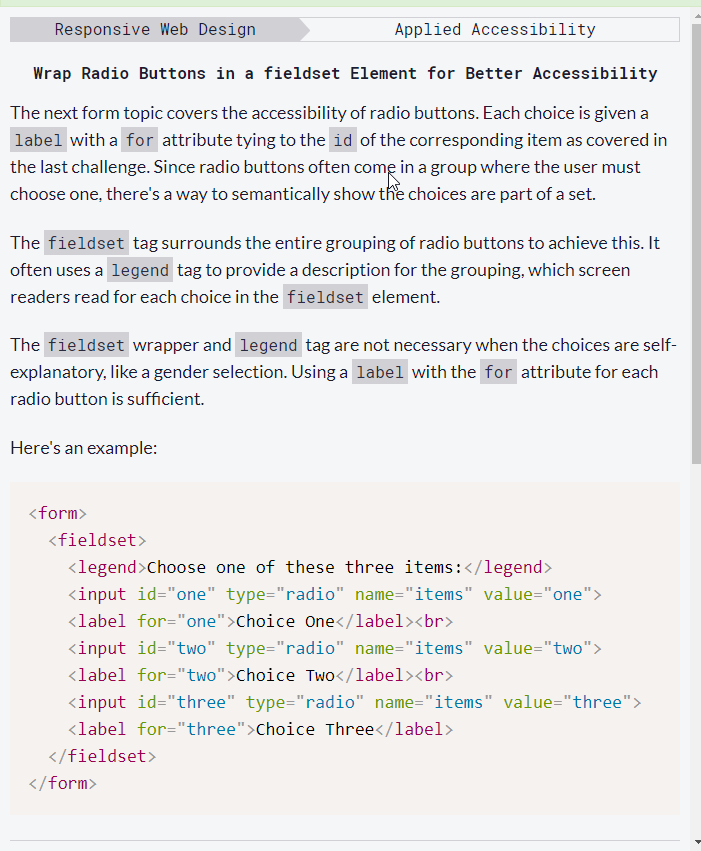 Responsive Web Design
Applied Accessibility
Wrap Radio Buttons in a fieldset Element for Better Accessibility
The next form topic covers the accessibility of radio buttons. Each choice is given a
label with a for attribute tying to the id of the corresponding item as covered in
the last challenge. Since radio buttons often come in a group where the user must
choose one, there's a way to semantically show the choices are part of a set.
The fieldset tag surrounds the entire grouping of radio buttons to achieve this. It
often uses a legend tag to provide a description for the grouping, which screen
readers read for each choice in the fieldset element.
The fieldset wrapper and legend tag are not necessary when the choices are self-
explanatory, like a gender selection. Using a label with the for attribute for each
radio button is sufficient.
Here's an example:
<form>
  <fieldset>
    <legend>Choose one of these three items:</legend>
    <input id="one" type="radio" name="items" value="one">
    <label for="one">Choice One</label><br>
    <input id="two" type="radio" name="items" value="two">
    <label for="two">Choice Two</label><br>
    <input id="three" type="radio" name="items" value="three">
    <label for="three">Choice Three</label>
  </fieldset>
</form>